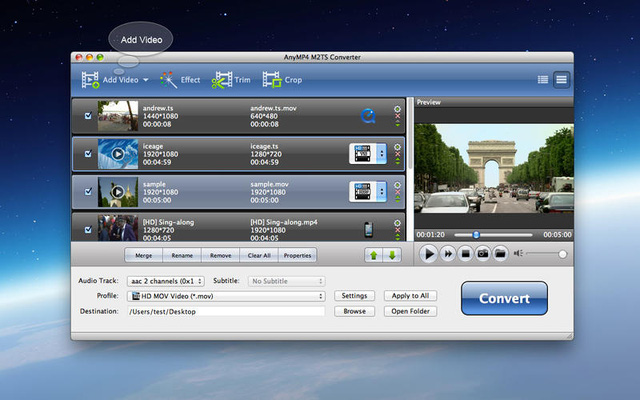 Add Video
AnyMP4 M2TS Converter
Add Video Effect Trim Crop
andrew.ts andrew.ts.mov
1440*1080 640*480
00:00:08 00:00:08
iceage iceage.ts
1920*1080 1280*720
00:04:59 00:04:59
sample sample.mov
1920*1080 1920*1080
00:05:00 00:05:00
[HD] Sing-along [HD] Sing-along.mp4
1280*720 1920*1080
00:04:05 00:04:05
Preview
00:01:20 00:05:00
Merge Rename Remove Clear All Properties
Audio Track: aac 2 channels (0x1 Subtitle: No Subtitle
Profile: HD MOV Video (*.mov) Settings Apply to All
Destination: /Users/test/Desktop Browse Open Folder
Convert